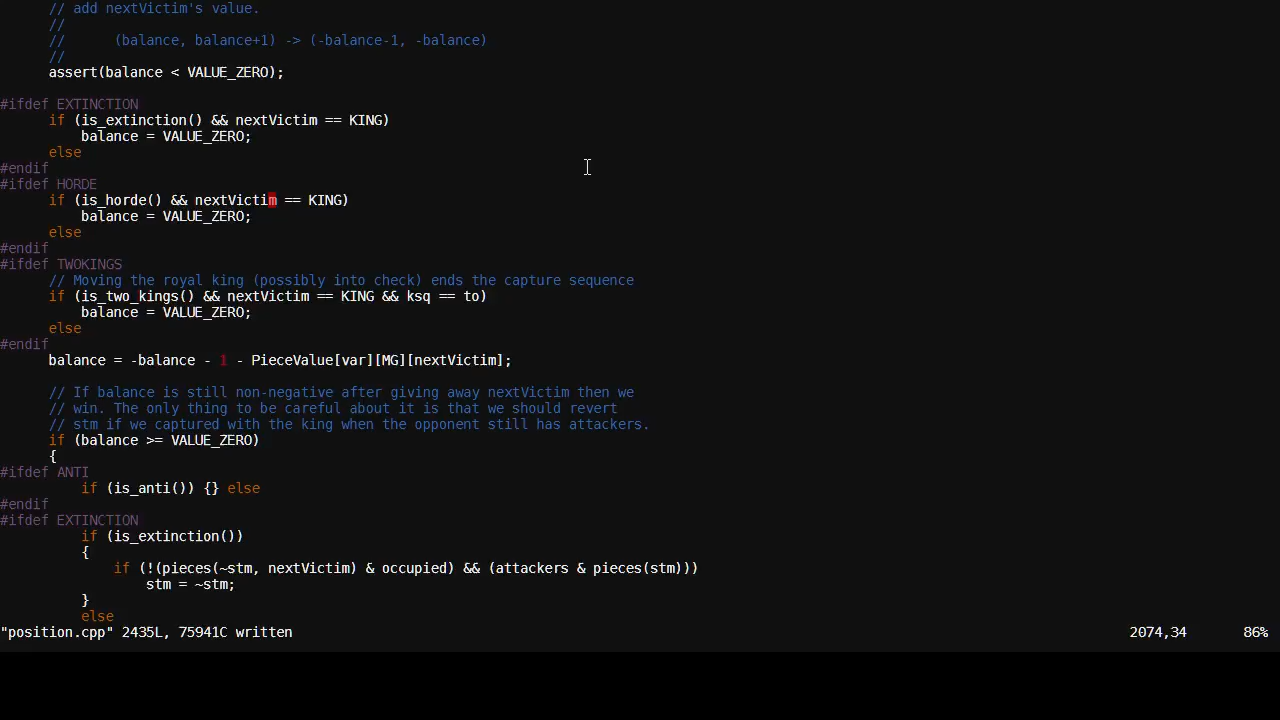 // add nextVictim's value.
//
//      (balance, balance+1) -> (-balance-1, -balance)
//
assert(balance < VALUE_ZERO);
#ifdef EXTINCTION
if (is_extinction() && nextVictim == KING)
balance = VALUE_ZERO;
else
#endif
#ifdef HORDE
if (is_horde() && nextVictim == KING)
balance = VALUE_ZERO;
else
#endif
#ifdef TWOKINGS
// Moving the royal king (possibly into check) ends the capture sequence
if (is_two_kings() && nextVictim == KING && ksq == to)
balance = VALUE_ZERO;
else
#endif
balance = -balance - 1 - PieceValue[var][MG][nextVictim];
// If balance is still non-negative after giving away nextVictim then we
// win. The only thing to be careful about it is that we should revert
// stm if we captured with the king when the opponent still has attackers.
if (balance >= VALUE_ZERO)
{
#ifdef ANTI
if (is_anti()) {} else
#endif
#ifdef EXTINCTION
if (is_extinction())
{
if (!(pieces(~stm, nextVictim) & occupied) && (attackers & pieces(stm)))
stm = ~stm;
}
else
"position.cpp" 2435L, 75941C written 2074,34 86%